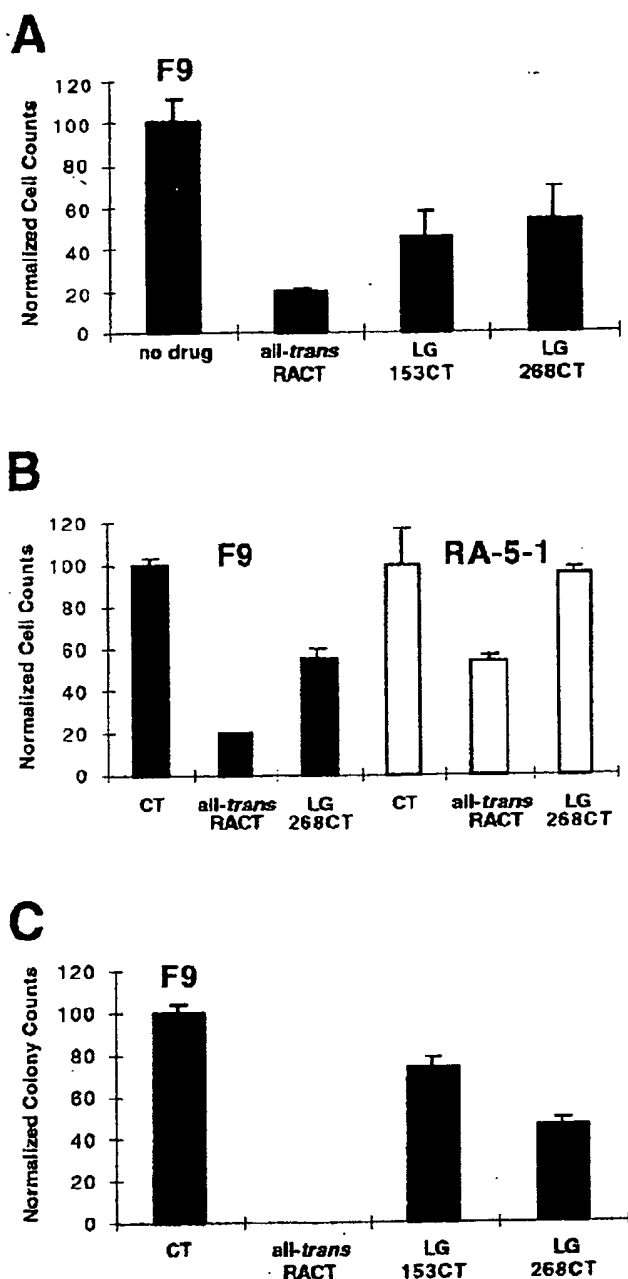 A
F9
Normalized Cell Counts
120
100
80
60
40
20
0
no drug
all-trans RACT
LG 153CT
LG 268CT
B
F9
RA-5-1
Normalized Cell Counts
120
100
80
60
40
20
0
CT
all-trans RACT
LG 268CT
CT
all-trans RACT
LG 268CT
C
F9
Normalized Colony Counts
120
100
80
60
40
20
0
CT
all-trans RACT
LG 153CT
LG 268CT